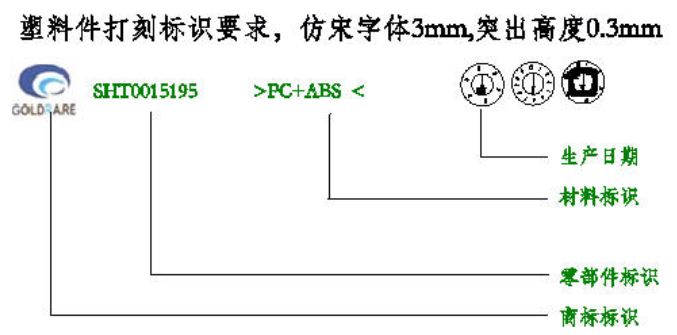 塑料件打刻标识要求，仿宋字体3mm,突出高度0.3mm
SHT0015195 >PC+ABS <
GOLDRARE
生产日期
材料标识
零部件标识
商标标识